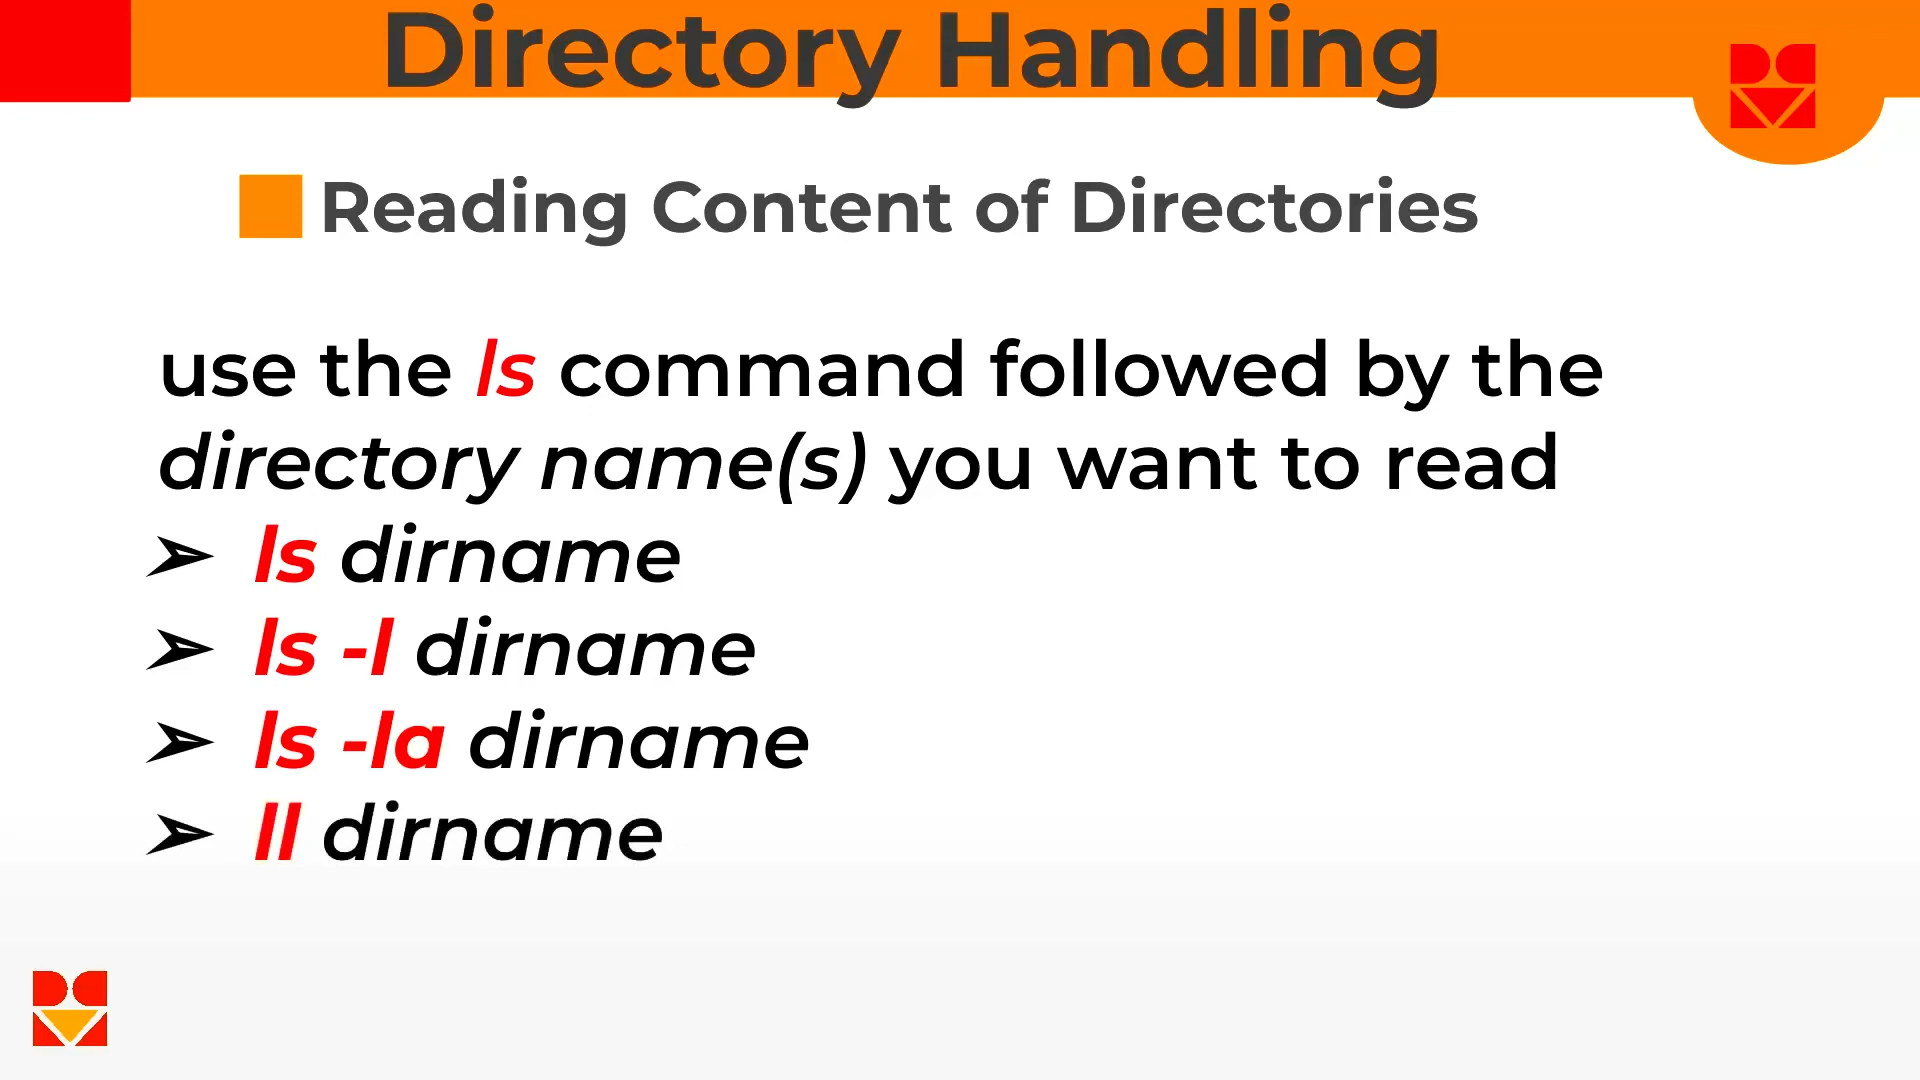 Directory Handling
Reading Content of Directories
use the ls command followed by the
directory name(s) you want to read
➢ ls dirname
➢ ls -l dirname
➢ ls -la dirname
➢ ll dirname